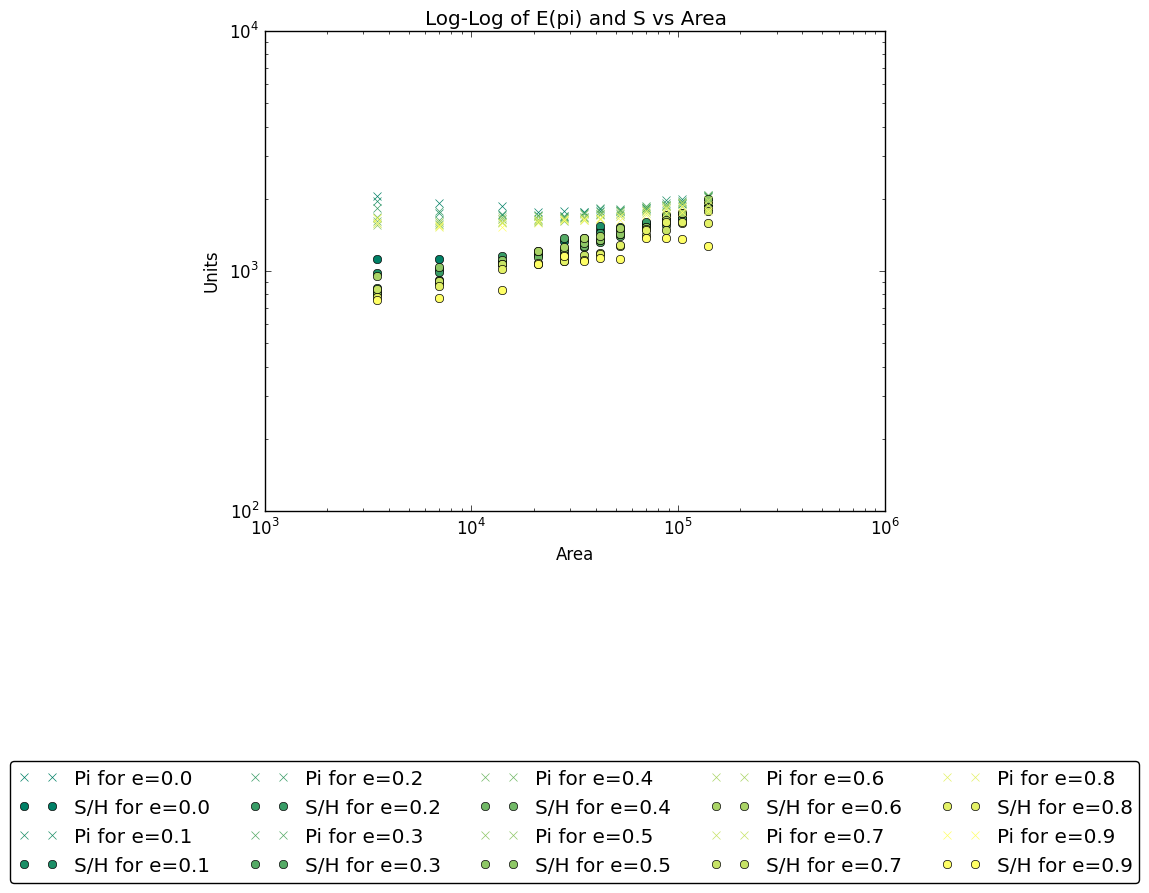 Log-Log of E(pi) and S vs Area
10^4
10^3
10^2
Units
10^3 10^4 10^5 10^6
Area
Pi for e=0.0 Pi for e=0.2 Pi for e=0.4 Pi for e=0.6 Pi for e=0.8
S/H for e=0.0 S/H for e=0.2 S/H for e=0.4 S/H for e=0.6 S/H for e=0.8
Pi for e=0.1 Pi for e=0.3 Pi for e=0.5 Pi for e=0.7 Pi for e=0.9
S/H for e=0.1 S/H for e=0.3 S/H for e=0.5 S/H for e=0.7 S/H for e=0.9